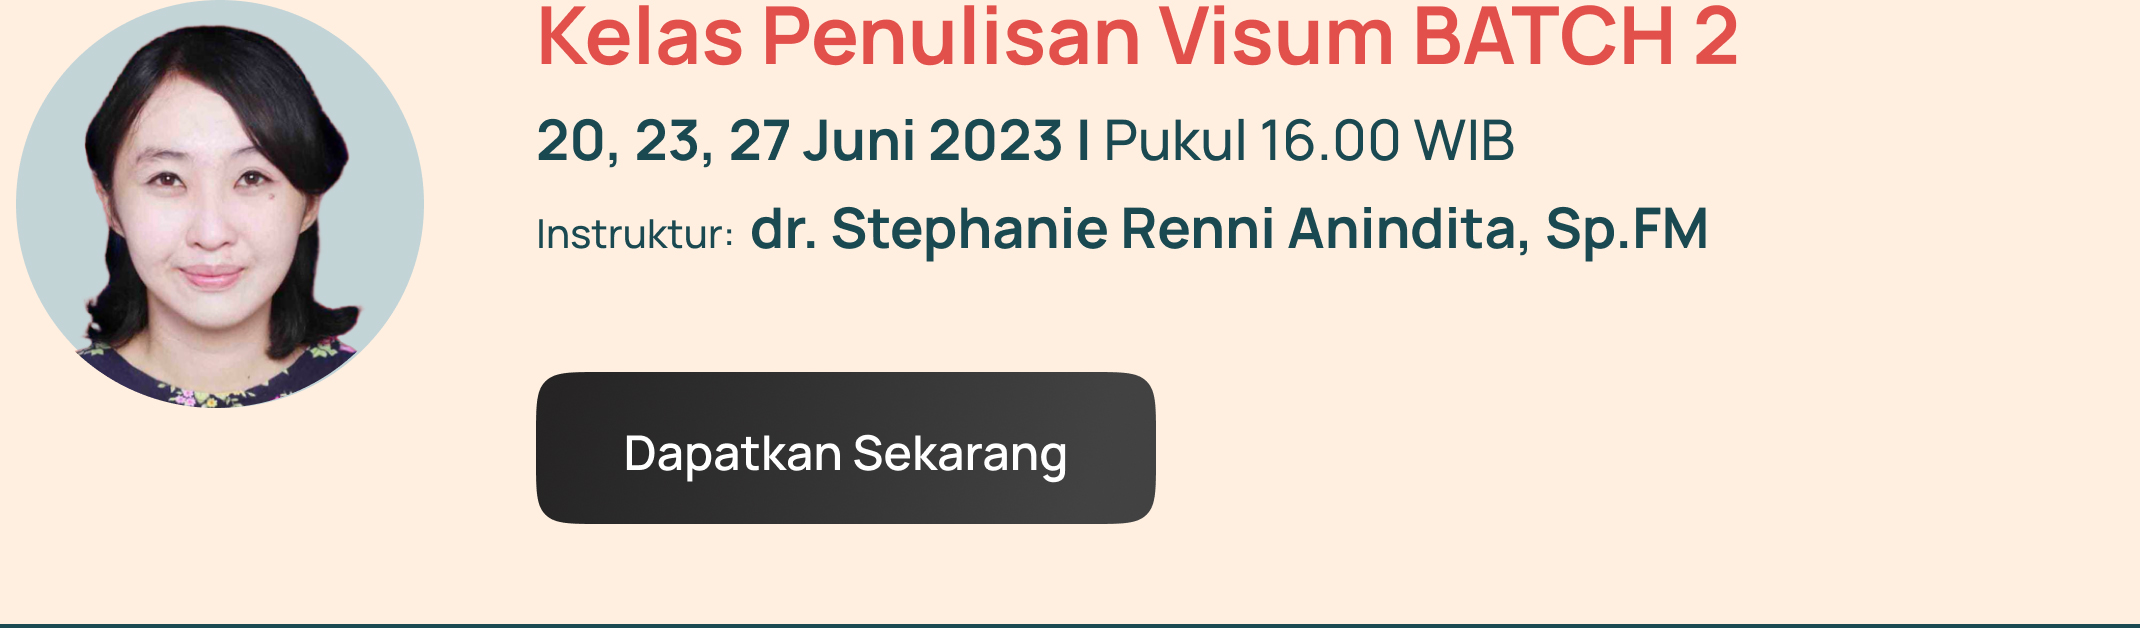 Kelas Penulisan Visum BATCH 2
20, 23, 27 Juni 2023 | Pukul 16.00 WIB
Instruktur: dr. Stephanie Renni Anindita, Sp.FM
Dapatkan Sekarang